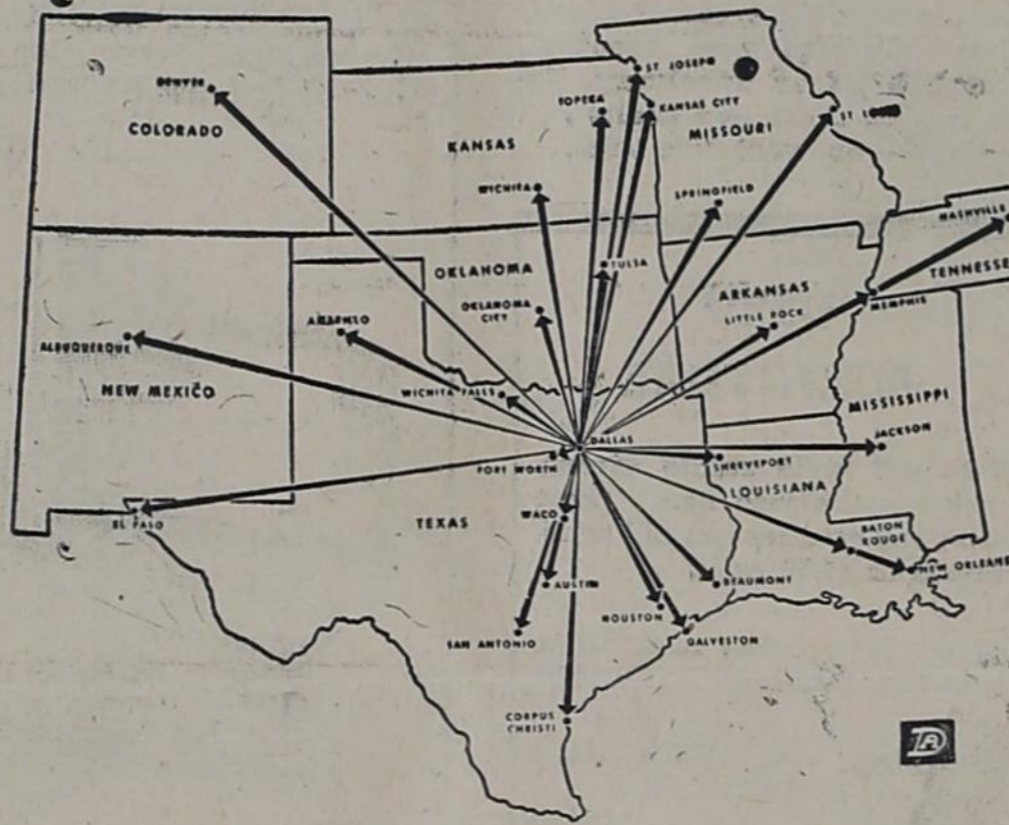 ST JOSEPH
DENVER
TOPEKA
KANSAS CITY
ST
COLORADO
MISSOURI
KANSAS
WICHITA
SPRINGFIELD
NASHVILLE
OKLAHOMA
TULSA
TENNESSE
ARKANSAS
OKLAHOMA
CITY
LITTLE ROCK
MEMPHIS
AMARILLO
ALBUQUERQUE
NEW MEXICO
WICHITA FALLS
MISSISSIPPI
JACKSON
DALLAS
FORT WORTH
SHREVEPORT
LOUISIANA
WACO
TEXAS
EL PASO
BATON
ROUGE
NEW ORLEANS
AUSTIN
BEAUMONT
HOUSTON
SAN ANTONIO
GALVESTON
CORPUS
CHRISTI